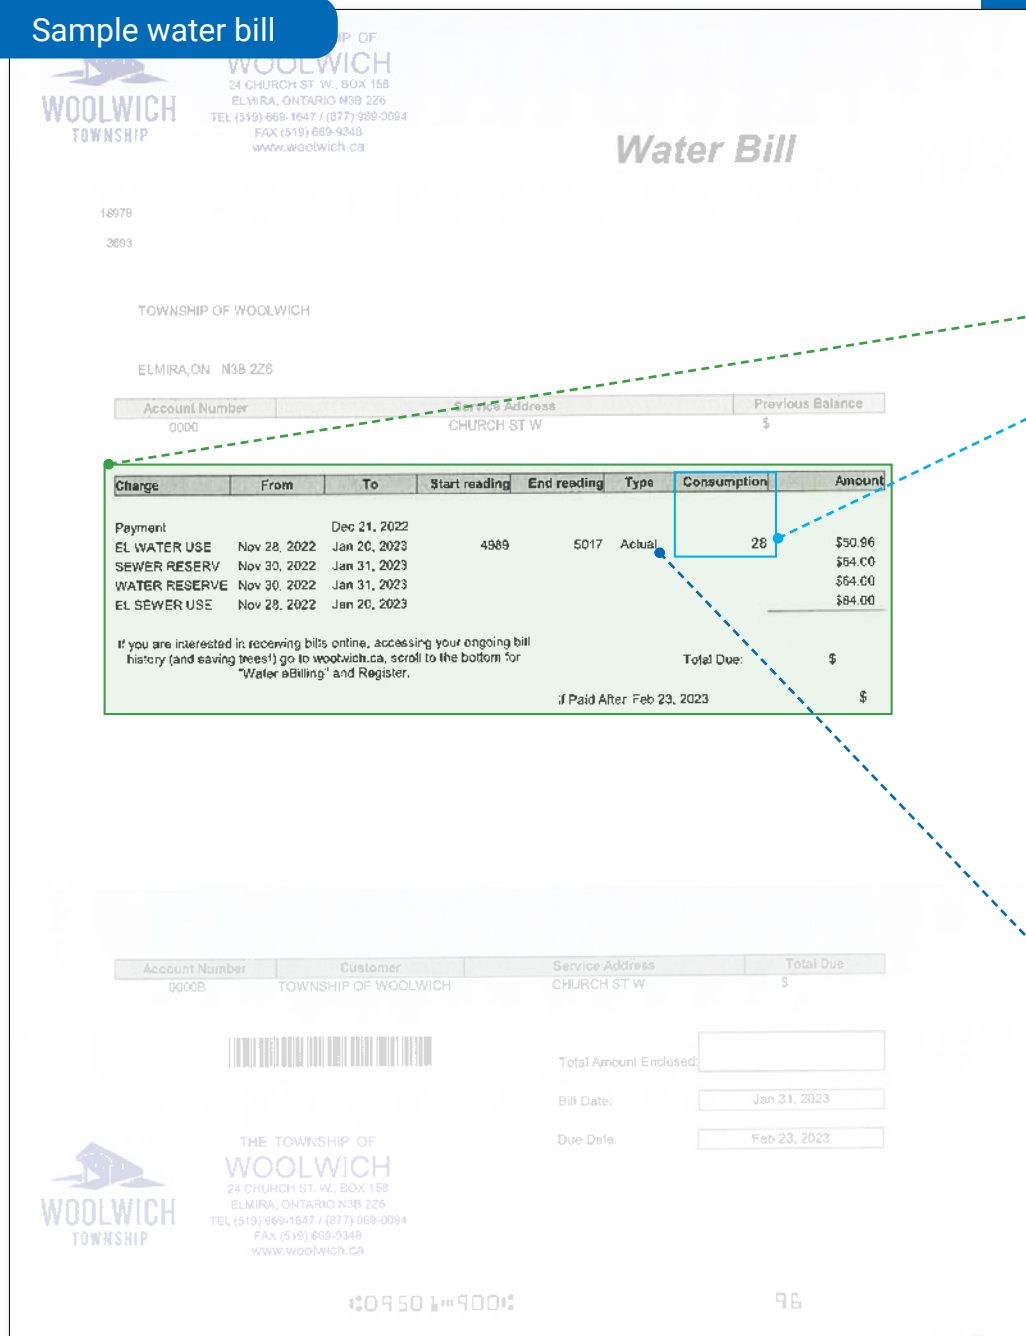 Sample water bill
IP OF
WOOLWICH
24 CHURCH ST W., BOX 158
ELMIRA, ONTARIO N3B 2Z6
TEL (519) 669-1647 / (877) 969-0094
FAX (519) 669-9348
www.woolwich.ca
WOOLWICH
TOWNSHIP
Water Bill
18978
3693
TOWNSHIP OF WOOLWICH
ELMIRA,ON N3B 2Z6
Account Number Service Address Previous Balance
0000 CHURCH ST W $
Charge From To Start reading End reading Type Consumption Amount
Payment Dec 21, 2022
EL WATER USE Nov 28, 2022 Jan 20, 2023 4989 5017 Actual 28 $50.96
SEWER RESERV Nov 30, 2022 Jan 31, 2023 $64.00
WATER RESERVE Nov 30, 2022 Jan 31, 2023 $64.00
EL SEWER USE Nov 28, 2022 Jan 20, 2023 $84.00
If you are interested in receiving bills online, accessing your ongoing bill
history (and saving trees!) go to woolwich.ca, scroll to the bottom for
"Water eBilling" and Register.
Total Due: $
if Paid After Feb 23, 2023 $
Account Number Customer Service Address Total Due
0000B TOWNSHIP OF WOOLWICH CHURCH ST W $
Total Amount Enclosed:
Bill Date: Jan 31, 2023
Due Date. Feb 23, 2023
THE TOWNSHIP OF
WOOLWICH
24 CHURCH ST. W., BOX 158
ELMIRA, ONTARIO N3B 2Z6
TEL (519) 669-1647 / (877) 969-0094
FAX (519) 669-9348
www.woolwich.ca
WOOLWICH
TOWNSHIP
⑆09501⑉900⑆ 96